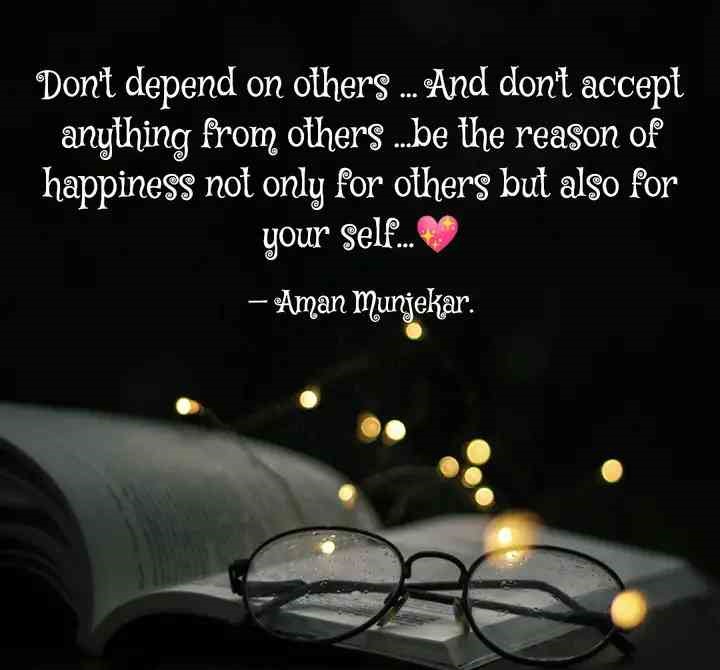 Don't depend on others ... And don't accept
anything from others ...be the reason of
happiness not only for others but also for
your self...💖
— Aman Munjekar.